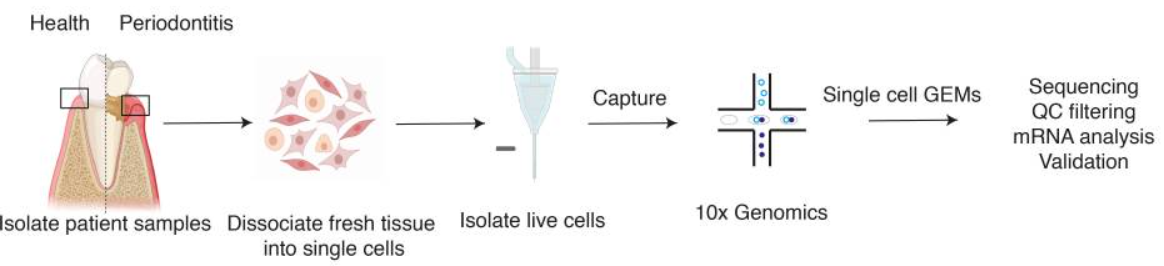 Health
Periodontitis
Isolate patient samples
Dissociate fresh tissue
into single cells
Isolate live cells
Capture
10x Genomics
Single cell GEMs
Sequencing
QC filtering
mRNA analysis
Validation